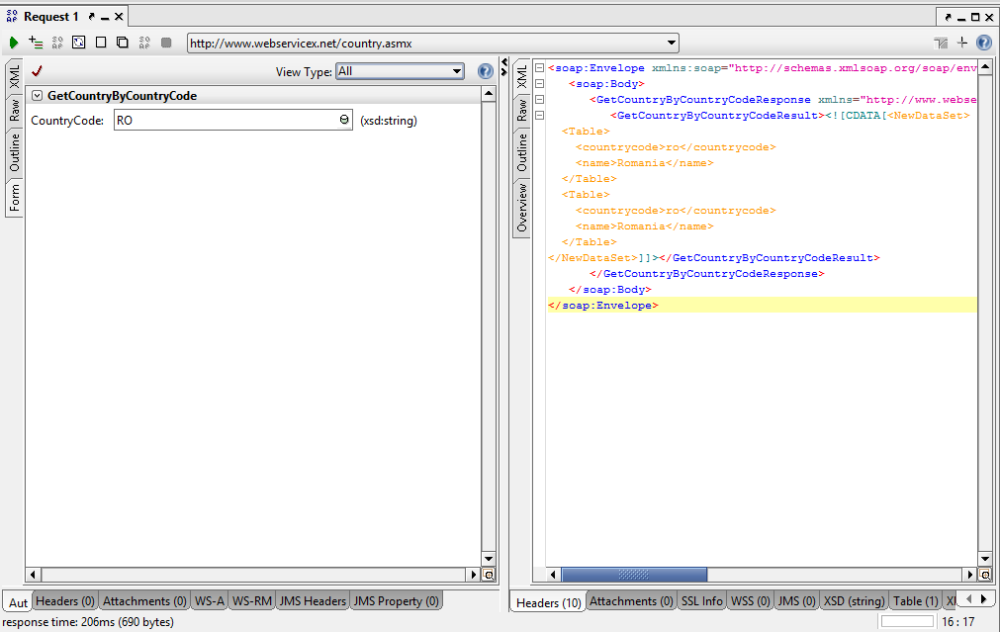 SO AP Request 1
http://www.webservicex.net/country.asmx
XML
Raw
Outline
Form
View Type: All
GetCountryByCountryCode
CountryCode: RO (xsd:string)
XML
Raw
Outline
Overview
<soap:Envelope xmlns:soap="http://schemas.xmlsoap.org/soap/env
<soap:Body>
<GetCountryByCountryCodeResponse xmlns="http://www.webse
<GetCountryByCountryCodeResult><![CDATA[<NewDataSet>
<Table>
<countrycode>ro</countrycode>
<name>Romania</name>
</Table>
<Table>
<countrycode>ro</countrycode>
<name>Romania</name>
</Table>
</NewDataSet>]]></GetCountryByCountryCodeResult>
</GetCountryByCountryCodeResponse>
</soap:Body>
</soap:Envelope>
Aut Headers (0) Attachments (0) WS-A WS-RM JMS Headers JMS Property (0)
Headers (10) Attachments (0) SSL Info WSS (0) JMS (0) XSD (string) Table (1)
response time: 206ms (690 bytes)
16 : 17